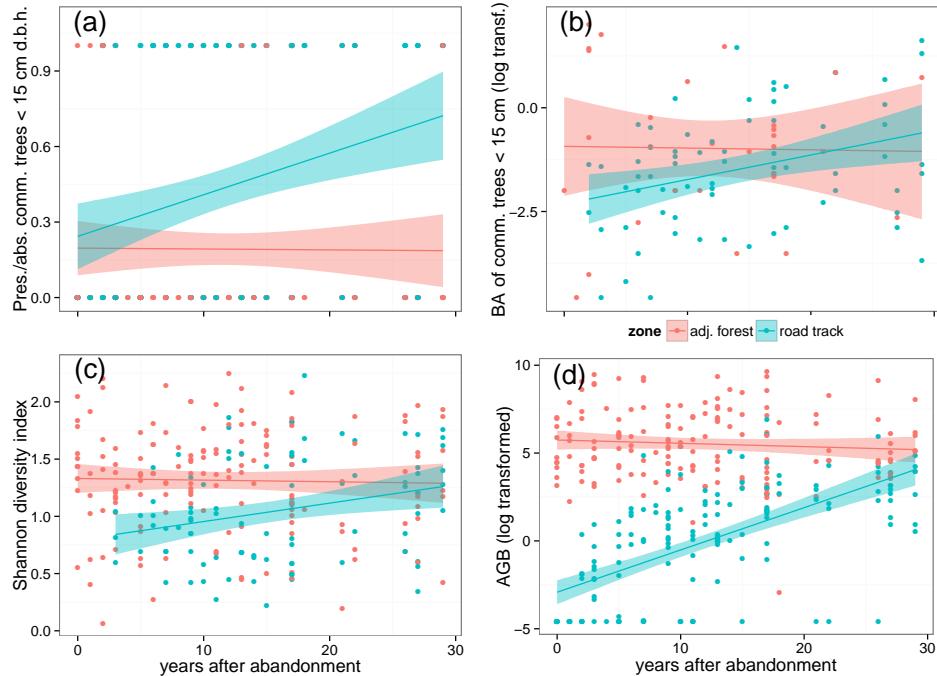 (a)
Pres./abs. comm. trees < 15 cm d.b.h.
0.9
0.6
0.3
0.0
(b)
BA of comm. trees < 15 cm (log transf.)
0.0
−2.5
zone adj. forest road track
(c)
Shannon diversity index
2.0
1.5
1.0
0.5
0.0
0 10 20 30
years after abandonment
(d)
AGB (log transformed)
10
5
0
−5
0 10 20 30
years after abandonment